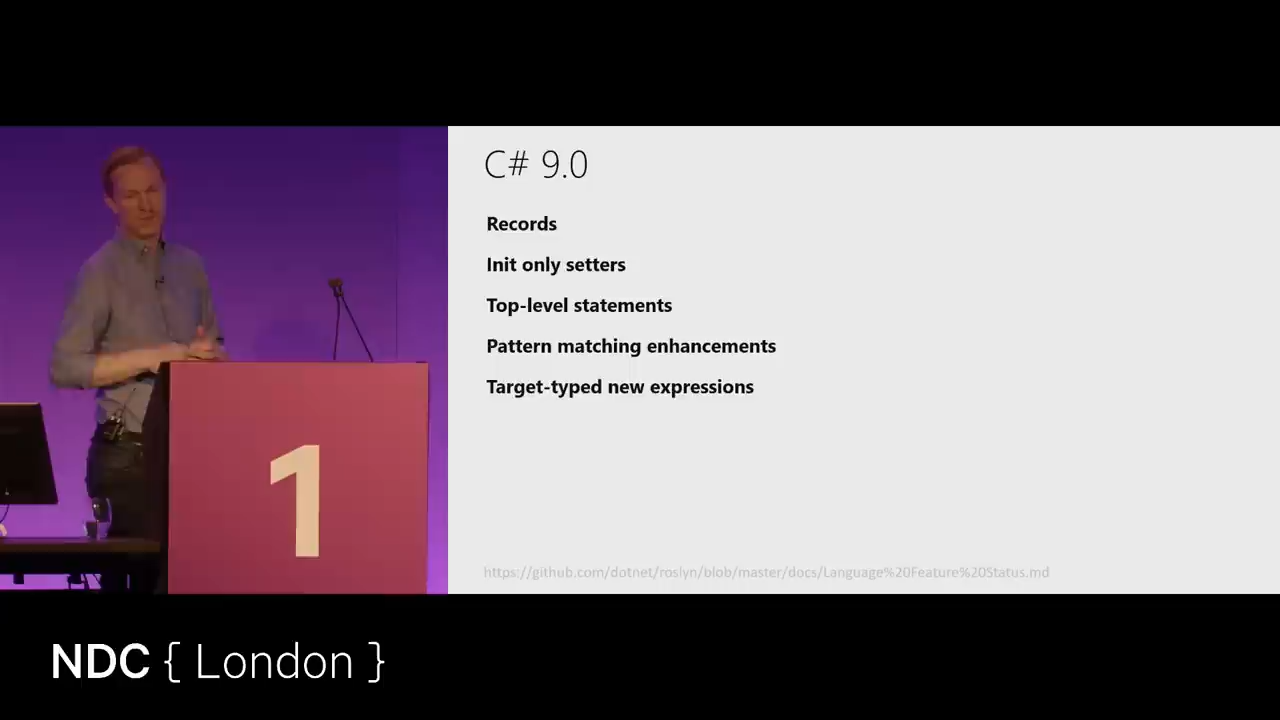 C# 9.0
Records
Init only setters
Top-level statements
Pattern matching enhancements
Target-typed new expressions
https://github.com/dotnet/roslyn/blob/master/docs/Language%20Feature%20Status.md
1
NDC { London }